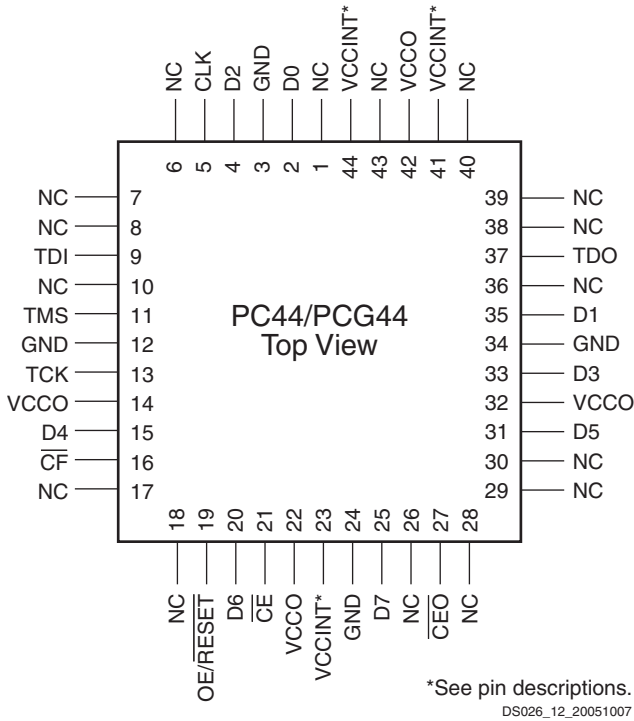 NC CLK D2 GND D0 NC VCCINT* NC VCCO VCCINT* NC
6 5 4 3 2 1 44 43 42 41 40
NC 7 39 NC
NC 8 38 NC
TDI 9 37 TDO
NC 10 36 NC
TMS 11 35 D1
GND 12 34 GND
TCK 13 33 D3
VCCO 14 32 VCCO
D4 15 31 D5
CF 16 30 NC
NC 17 29 NC
PC44/PCG44
Top View
18 19 20 21 22 23 24 25 26 27 28
NC OE/RESET D6 CE VCCO VCCINT* GND D7 NC CEO NC
*See pin descriptions.
DS026_12_20051007